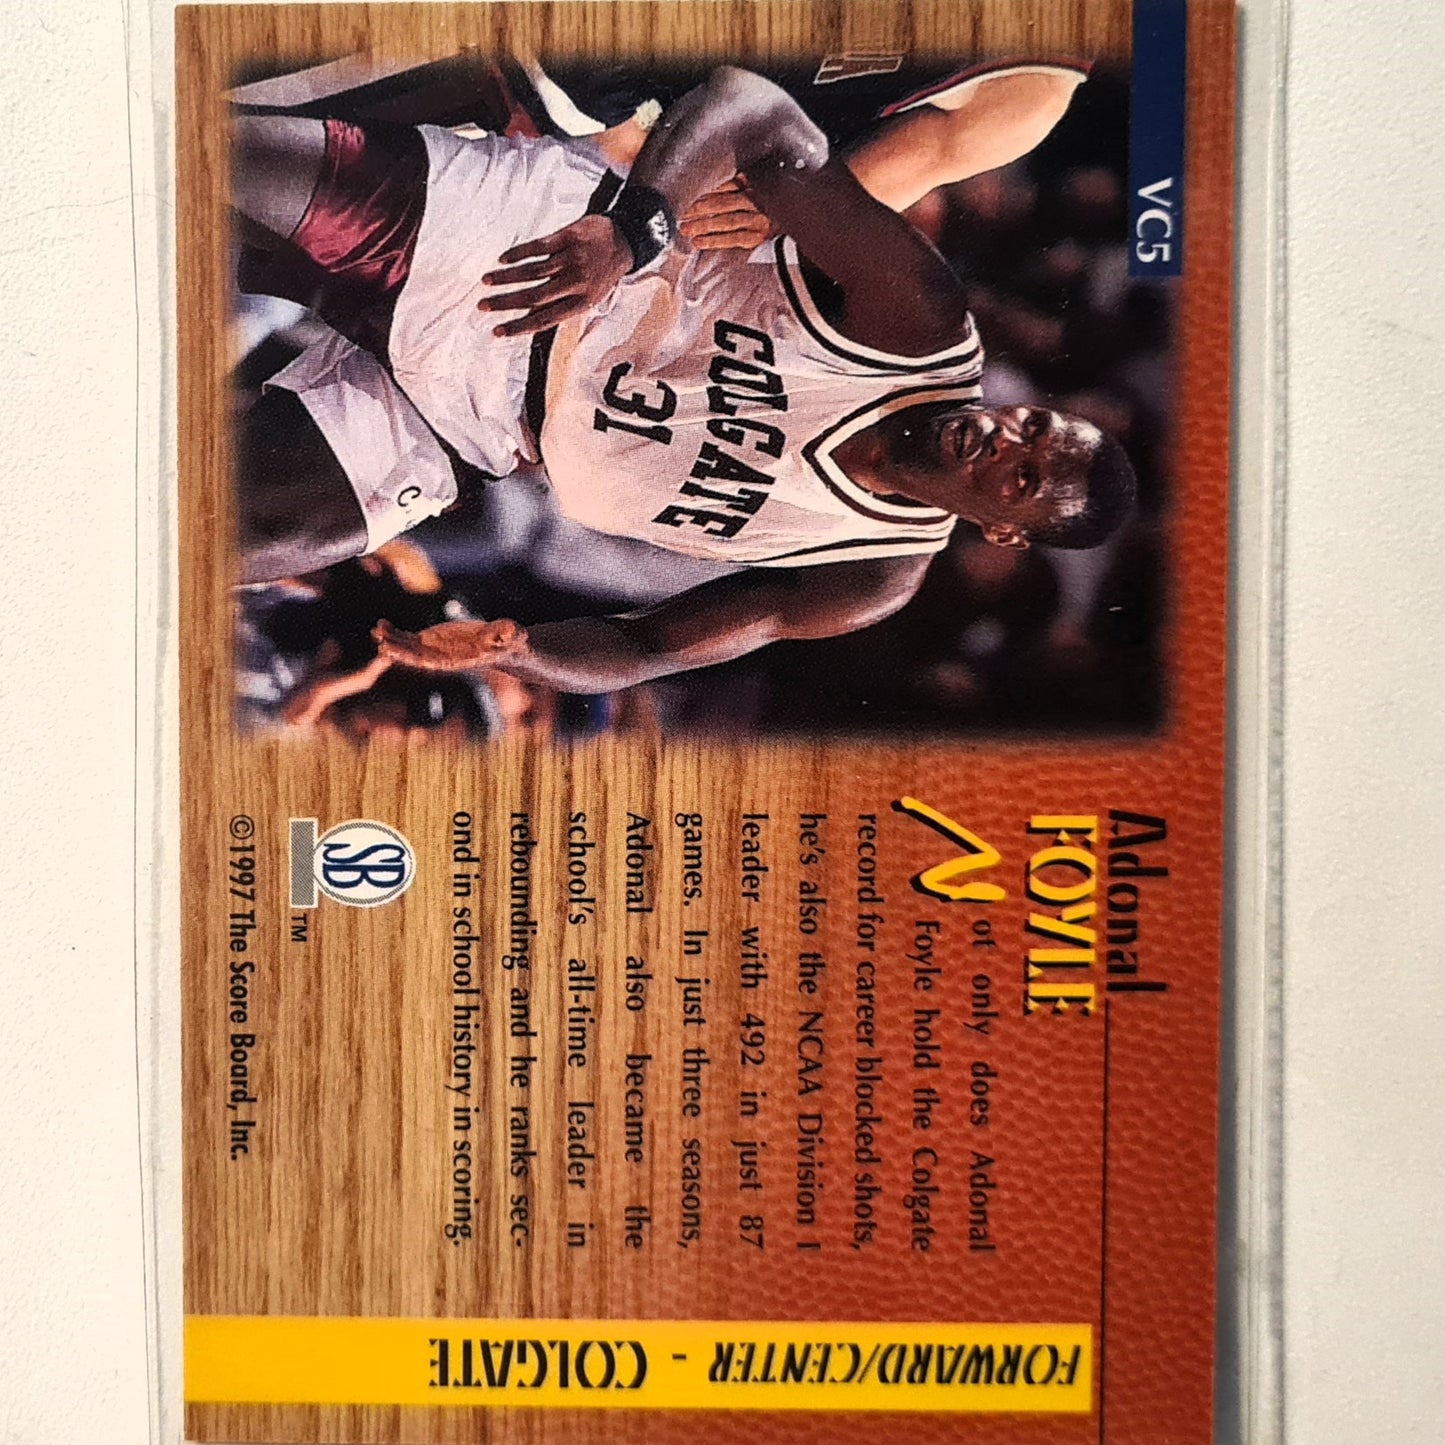 VC5
COLGATE
31
C
Adonal
FOYLE
Not only does Adonal
Foyle hold the Colgate
record for career blocked shots,
he's also the NCAA Division I
leader with 492 in just 87
games. In just three seasons,
Adonal also became the
school's all-time leader in
rebounding and he ranks sec-
ond in school history in scoring.
SB
TM
©1997 The Score Board, Inc.
FORWARD/CENTER - COLGATE